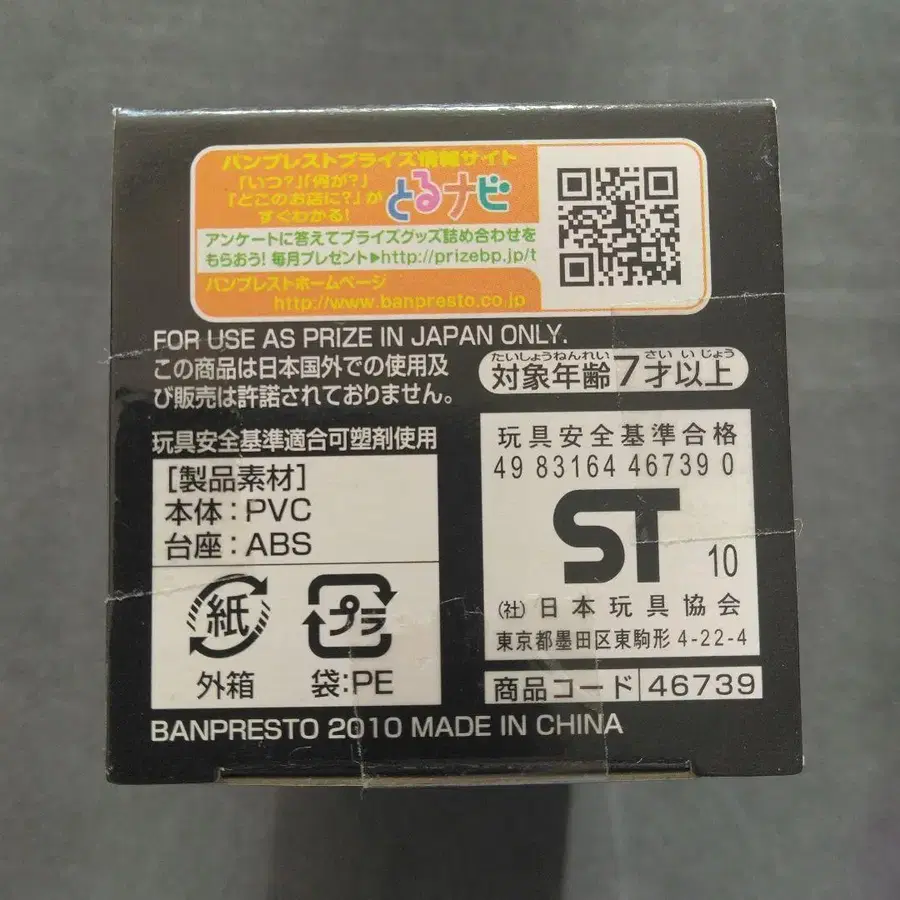 バンプレストプライズ情報サイト
「いつ?」「何が?」
「どこのお店に?」が
すぐわかる!
とるナビ
アンケートに答えてプライズグッズ詰め合わせを
もらおう! 毎月プレゼント▶http://prizebp.jp/t
バンプレストホームページ
http://www.banpresto.co.jp
FOR USE AS PRIZE IN JAPAN ONLY.
この商品は日本国外での使用及
び販売は許諾されておりません。
たいしょうねんれい さい いじょう
対象年齢7才以上
玩具安全基準適合可塑剤使用
[製品素材]
本体:PVC
台座:ABS
紙
外箱
プラ
袋:PE
玩具安全基準合格
49 83164 46739 0
ST 10
(社)日本玩具協会
東京都墨田区東駒形 4-22-4
商品コード 46739
BANPRESTO 2010 MADE IN CHINA